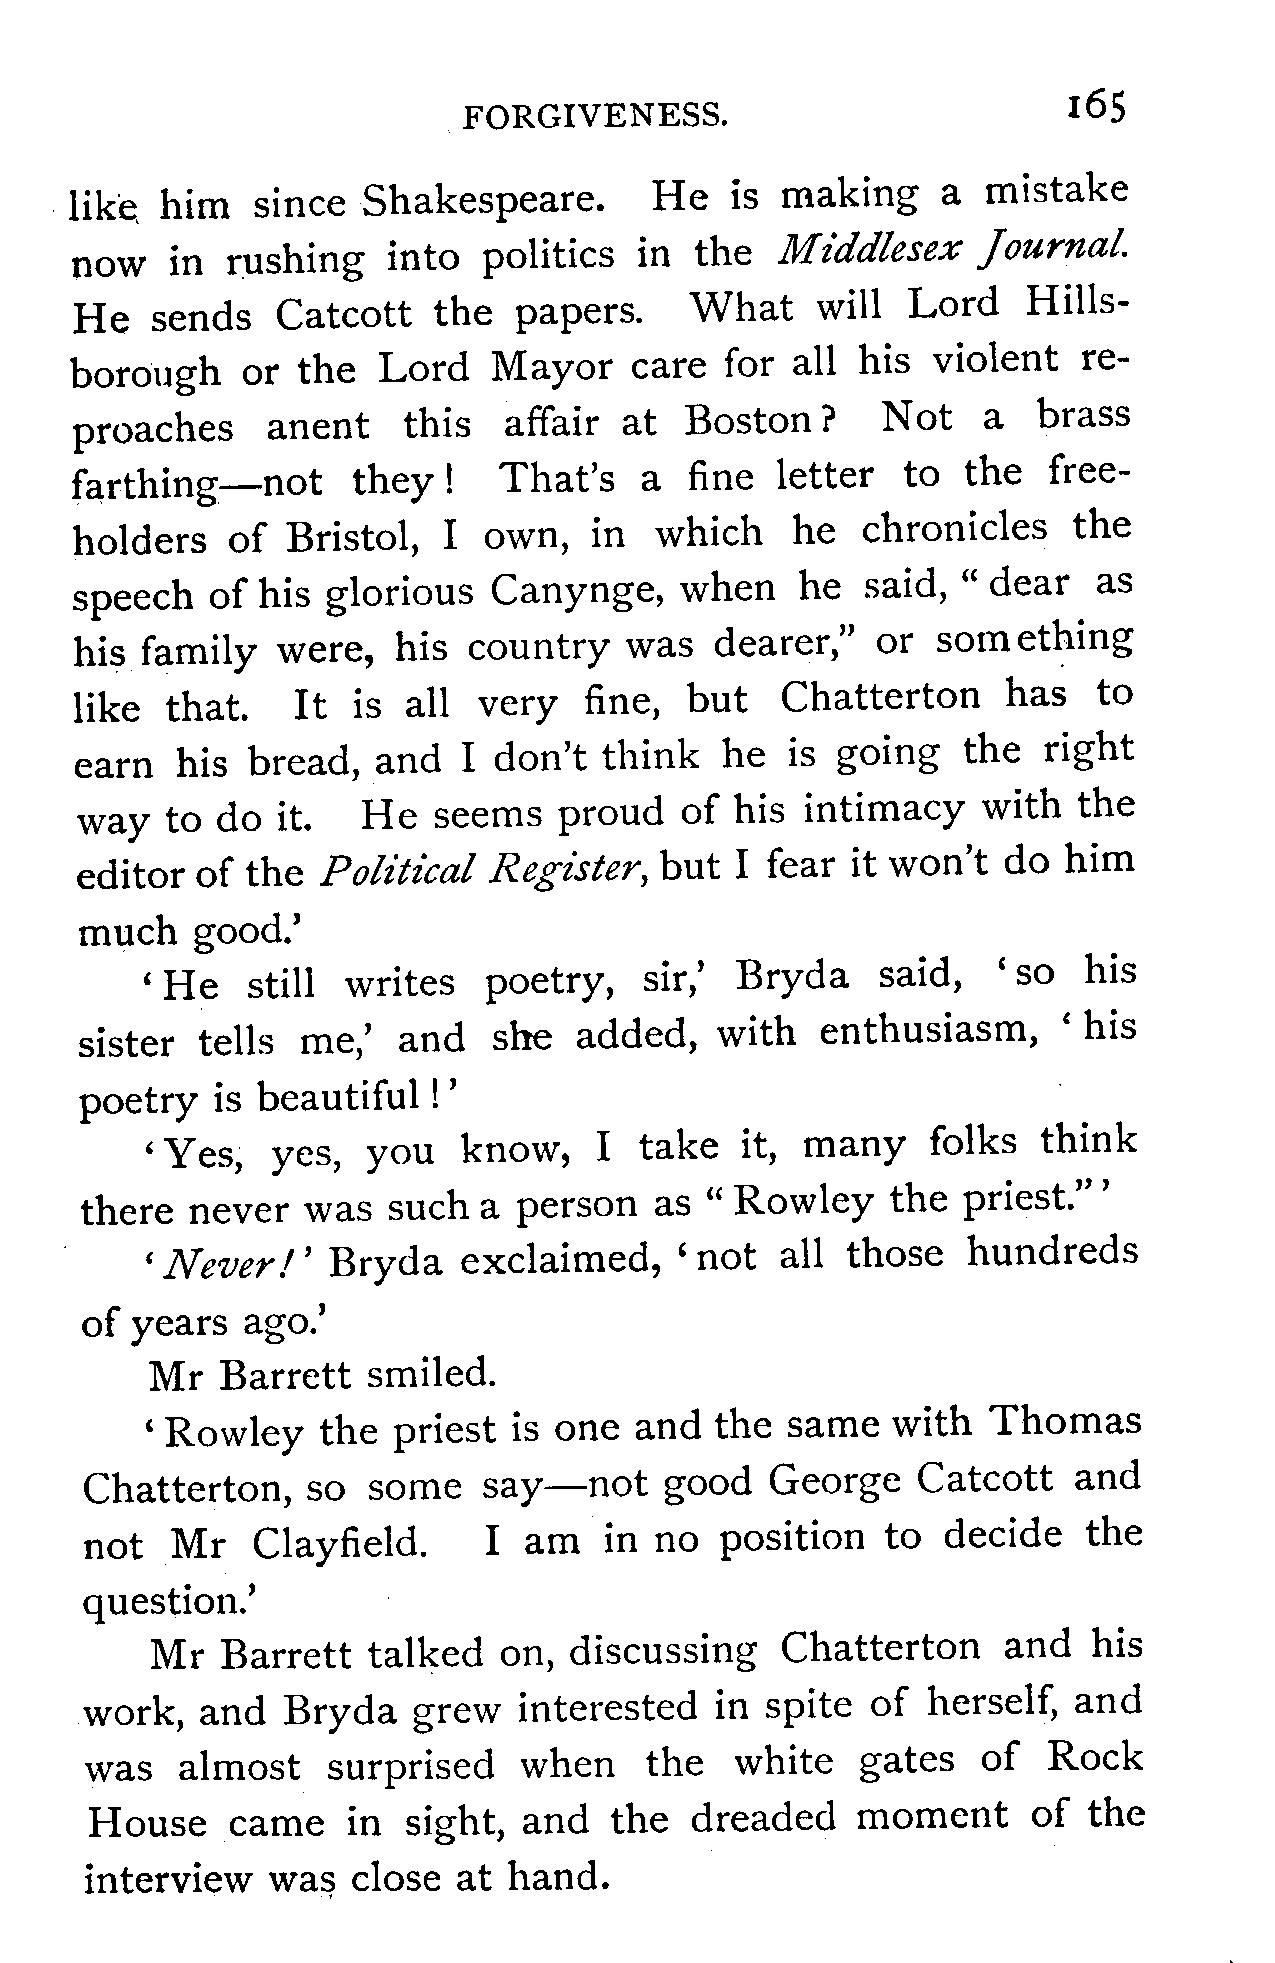 FORGIVENESS. 165
like him since Shakespeare. He is making a mistake
now in rushing into politics in the Middlesex Journal.
He sends Catcott the papers. What will Lord Hills-
borough or the Lord Mayor care for all his violent re-
proaches anent this affair at Boston? Not a brass
farthing—not they! That's a fine letter to the free-
holders of Bristol, I own, in which he chronicles the
speech of his glorious Canynge, when he said, “dear as
his family were, his country was dearer,” or something
like that. It is all very fine, but Chatterton has to
earn his bread, and I don't think he is going the right
way to do it. He seems proud of his intimacy with the
editor of the Political Register, but I fear it won't do him
much good.’
‘He still writes poetry, sir,’ Bryda said, ‘so his
sister tells me,’ and she added, with enthusiasm, ‘his
poetry is beautiful!’
‘Yes, yes, you know, I take it, many folks think
there never was such a person as “Rowley the priest.”’
‘Never!’ Bryda exclaimed, ‘not all those hundreds
of years ago.’
Mr Barrett smiled.
‘Rowley the priest is one and the same with Thomas
Chatterton, so some say—not good George Catcott and
not Mr Clayfield. I am in no position to decide the
question.’
Mr Barrett talked on, discussing Chatterton and his
work, and Bryda grew interested in spite of herself, and
was almost surprised when the white gates of Rock
House came in sight, and the dreaded moment of the
interview was close at hand.